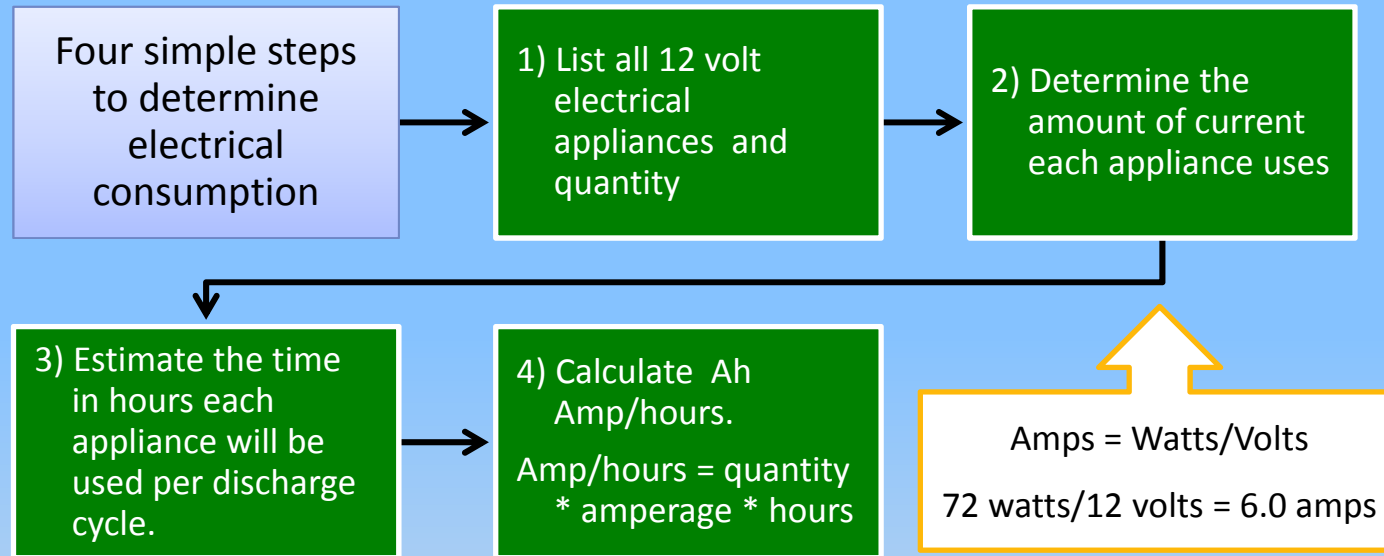 Four simple steps
to determine
electrical
consumption
1) List all 12 volt
electrical
appliances and
quantity
2) Determine the
amount of current
each appliance uses
3) Estimate the time
in hours each
appliance will be
used per discharge
cycle.
4) Calculate Ah
Amp/hours.
Amp/hours = quantity
* amperage * hours
Amps = Watts/Volts
72 watts/12 volts = 6.0 amps